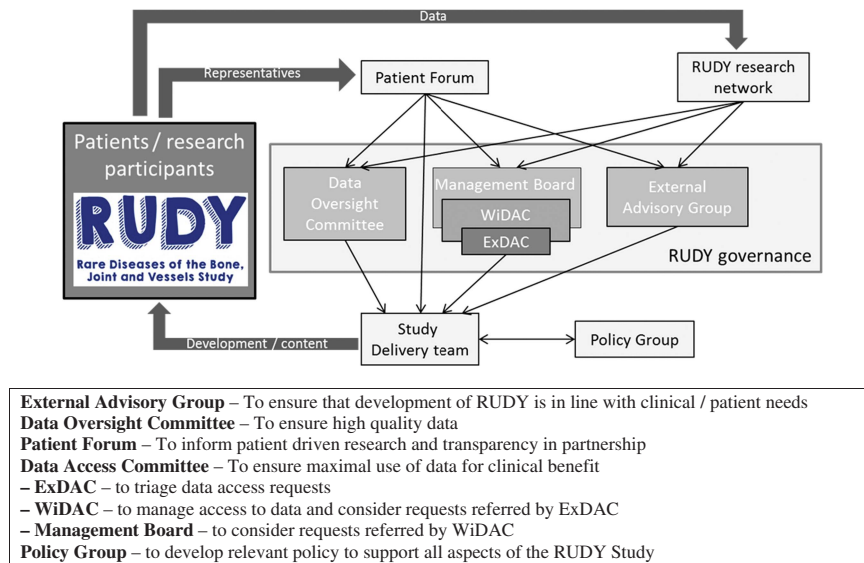 Data
Representatives
Patient Forum
RUDY research
network
Patients / research
participants
RUDY
Rare Diseases of the Bone,
Joint and Vessels Study
Data
Oversight
Committee
Management Board
WiDAC
ExDAC
External
Advisory Group
RUDY governance
Study
Delivery team
Policy Group
Development / content
External Advisory Group – To ensure that development of RUDY is in line with clinical / patient needs
Data Oversight Committee – To ensure high quality data
Patient Forum – To inform patient driven research and transparency in partnership
Data Access Committee – To ensure maximal use of data for clinical benefit
– ExDAC – to triage data access requests
– WiDAC – to manage access to data and consider requests referred by ExDAC
– Management Board – to consider requests referred by WiDAC
Policy Group – to develop relevant policy to support all aspects of the RUDY Study